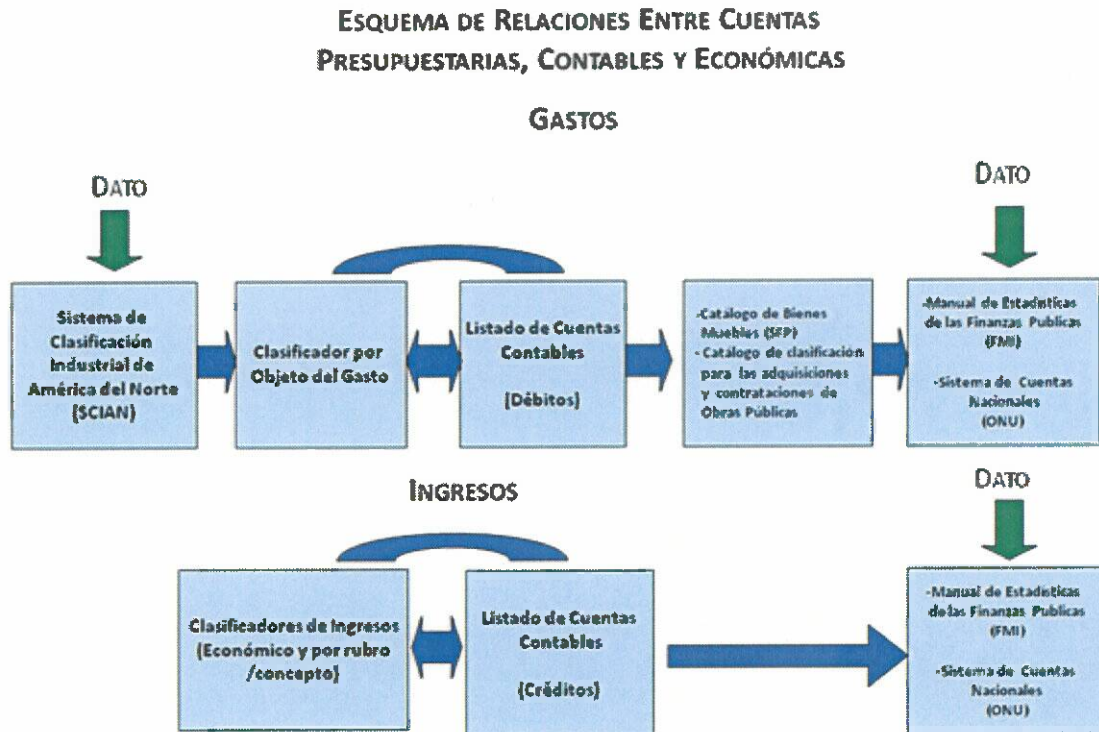 ESQUEMA DE RELACIONES ENTRE CUENTAS
PRESUPUESTARIAS, CONTABLES Y ECONÓMICAS
GASTOS
DATO
DATO
Sistema de
Clasificación
Industrial de
América del Norte
(SCIAN)
Clasificador por
Objeto del Gasto
Listado de Cuentas
Contables
(Débitos)
-Catálogo de Bienes
Muebles (SFP)
- Catálogo de clasificación
para las adquisiciones
y contrataciones de
Obras Públicas
-Manual de Estadísticas
de las Finanzas Publicas
(FMI)
-Sistema de Cuentas
Nacionales
(ONU)
INGRESOS
DATO
Clasificadores de Ingresos
(Económico y por rubro
/concepto)
Listado de Cuentas
Contables
(Créditos)
-Manual de Estadísticas
de las Finanzas Publicas
(FMI)
-Sistema de Cuentas
Nacionales
(ONU)